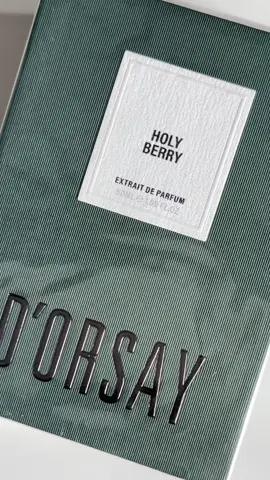 HOLY
BERRY
EXTRAIT DE PARFUM
D'ORSAY